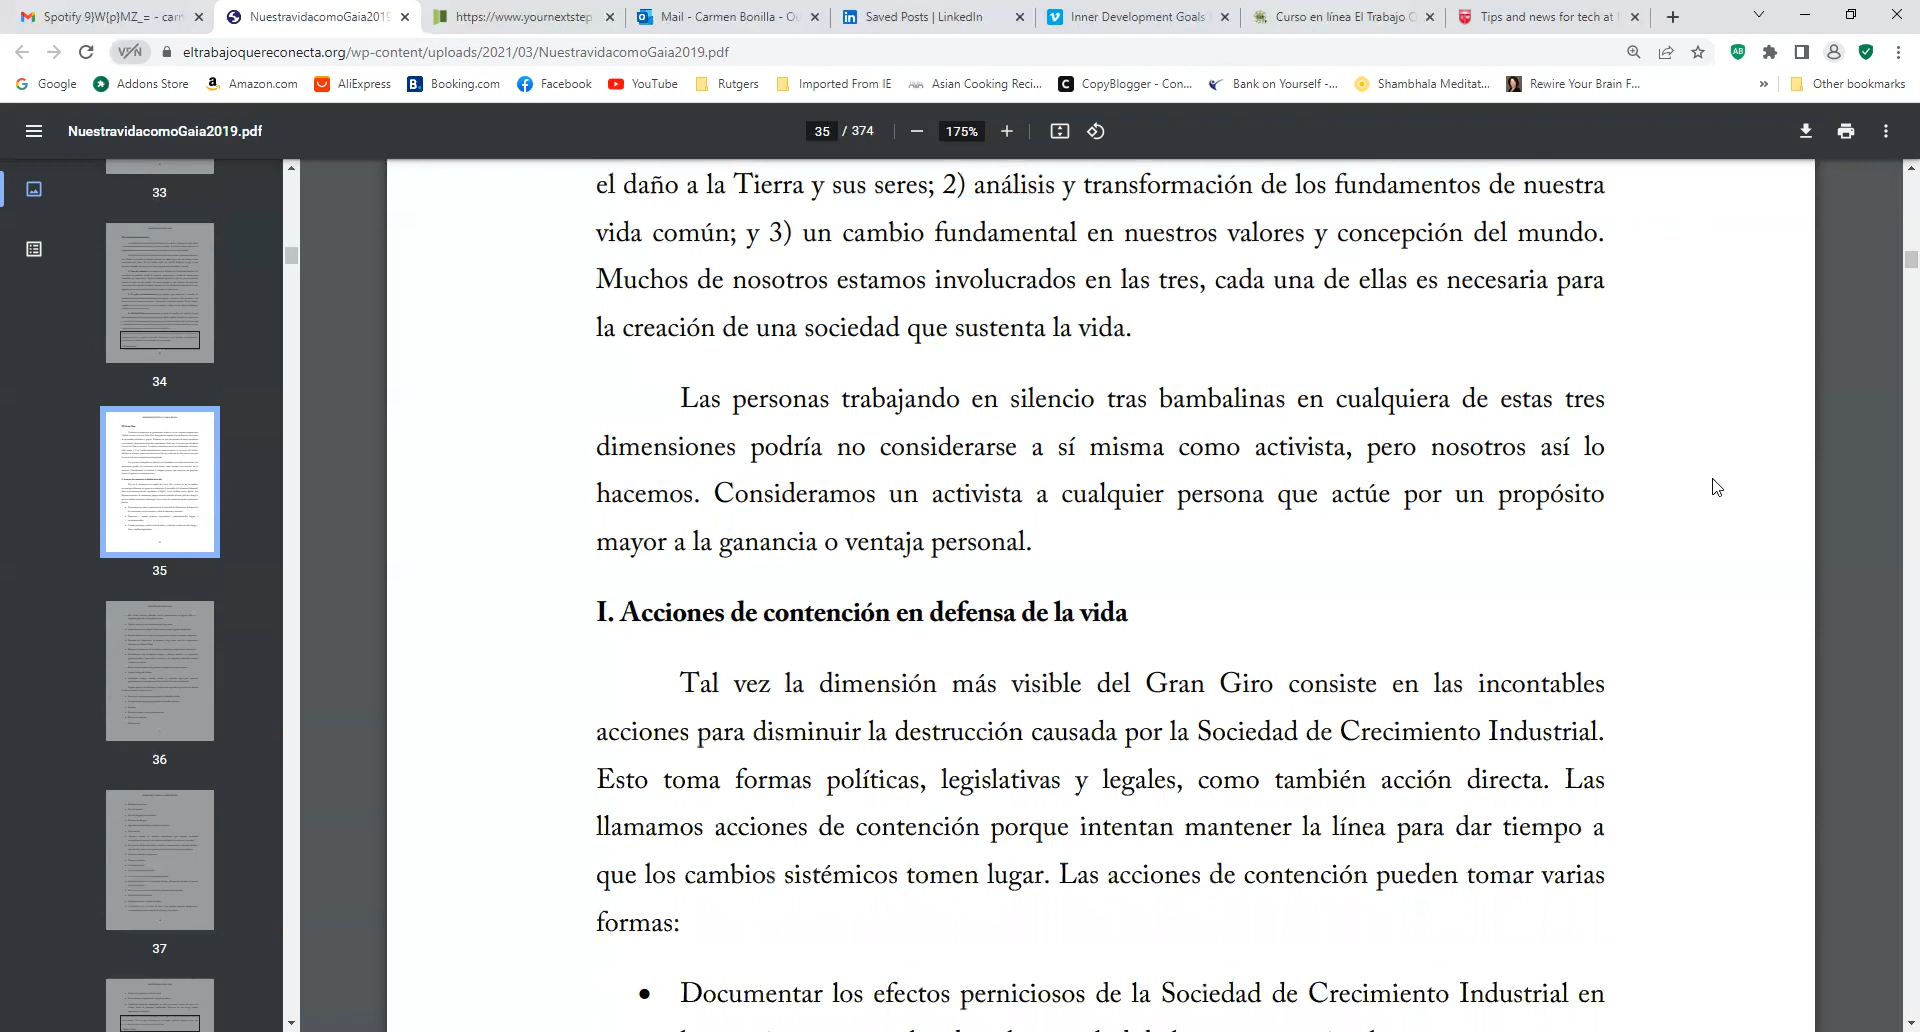 Spotify 9}W{p}MZ_= - car
NuestravidacomoGaia2019
https://www.yournextstep
Mail - Carmen Bonilla - O
Saved Posts | LinkedIn
Inner Development Goals
Curso en línea El Trabajo
Tips and news for tech at
VPN
eltrabajoquereconecta.org/wp-content/uploads/2021/03/NuestravidacomoGaia2019.pdf
Google
Addons Store
Amazon.com
AliExpress
Booking.com
Facebook
YouTube
Rutgers
Imported From IE
Asian Cooking Reci...
CopyBlogger - Con...
Bank on Yourself -...
Shambhala Meditat...
Rewire Your Brain F...
»
Other bookmarks
NuestravidacomoGaia2019.pdf
35 / 374
175%
33
34
35
36
37
el daño a la Tierra y sus seres; 2) análisis y transformación de los fundamentos de nuestra
vida común; y 3) un cambio fundamental en nuestros valores y concepción del mundo.
Muchos de nosotros estamos involucrados en las tres, cada una de ellas es necesaria para
la creación de una sociedad que sustenta la vida.
Las personas trabajando en silencio tras bambalinas en cualquiera de estas tres
dimensiones podría no considerarse a sí misma como activista, pero nosotros así lo
hacemos. Consideramos un activista a cualquier persona que actúe por un propósito
mayor a la ganancia o ventaja personal.
I. Acciones de contención en defensa de la vida
Tal vez la dimensión más visible del Gran Giro consiste en las incontables
acciones para disminuir la destrucción causada por la Sociedad de Crecimiento Industrial.
Esto toma formas políticas, legislativas y legales, como también acción directa. Las
llamamos acciones de contención porque intentan mantener la línea para dar tiempo a
que los cambios sistémicos tomen lugar. Las acciones de contención pueden tomar varias
formas:
• Documentar los efectos perniciosos de la Sociedad de Crecimiento Industrial en